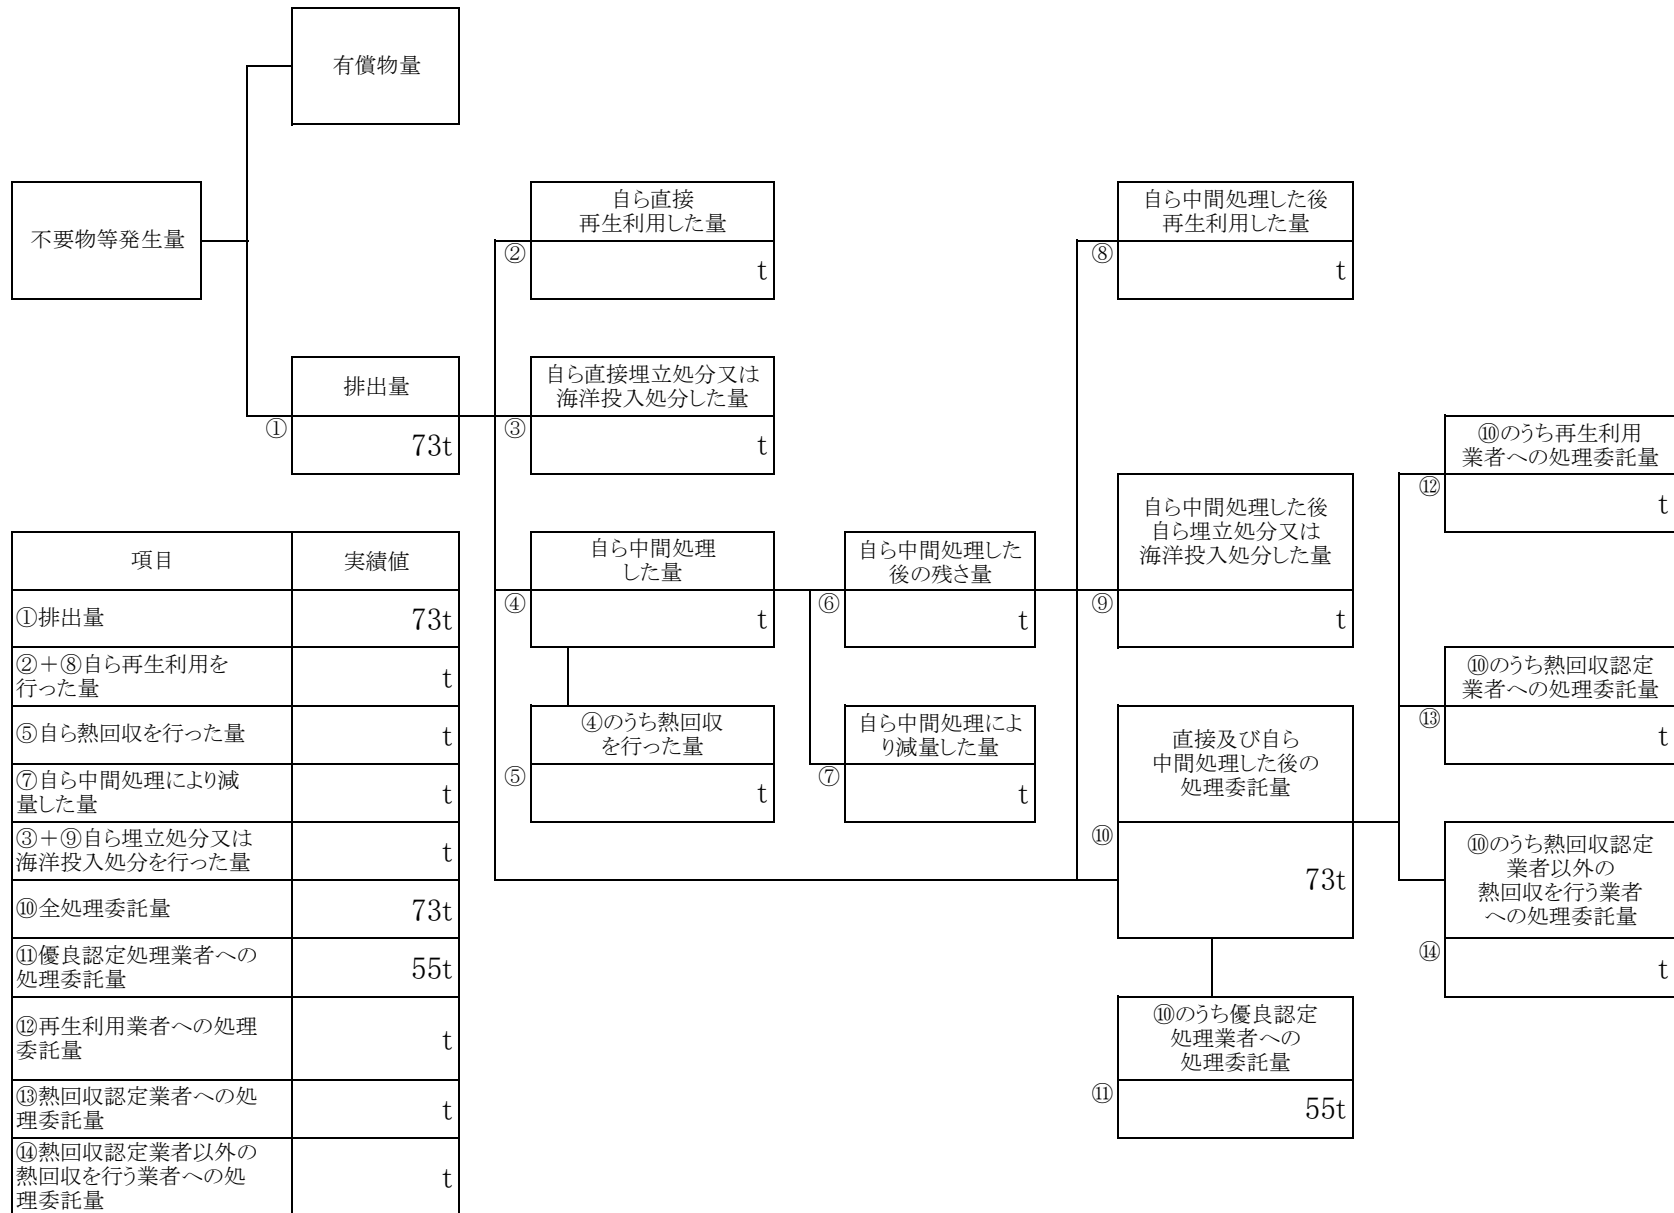 有償物量
不要物等発生量
自ら直接
再生利用した量
②
t
自ら中間処理した後
再生利用した量
⑧
t
排出量
①
73t
自ら直接埋立処分又は
海洋投入処分した量
③
t
⑩のうち再生利用
業者への処理委託量
⑫
t
自ら中間処理
した量
④
t
自ら中間処理した
後の残さ量
⑥
t
自ら中間処理した後
自ら埋立処分又は
海洋投入処分した量
⑨
t
⑩のうち熱回収認定
業者への処理委託量
⑬
t
④のうち熱回収
を行った量
⑤
t
自ら中間処理によ
り減量した量
⑦
t
直接及び自ら
中間処理した後の
処理委託量
⑩
73t
⑩のうち熱回収認定
業者以外の
熱回収を行う業者
への処理委託量
⑭
t
⑩のうち優良認定
処理業者への
処理委託量
⑪
55t
項目 実績値
①排出量 73t
②+⑧自ら再生利用を
行った量 t
⑤自ら熱回収を行った量 t
⑦自ら中間処理により減
量した量 t
③+⑨自ら埋立処分又は
海洋投入処分を行った量 t
⑩全処理委託量 73t
⑪優良認定処理業者への
処理委託量 55t
⑫再生利用業者への処理
委託量 t
⑬熱回収認定業者への処
理委託量 t
⑭熱回収認定業者以外の
熱回収を行う業者への処
理委託量 t